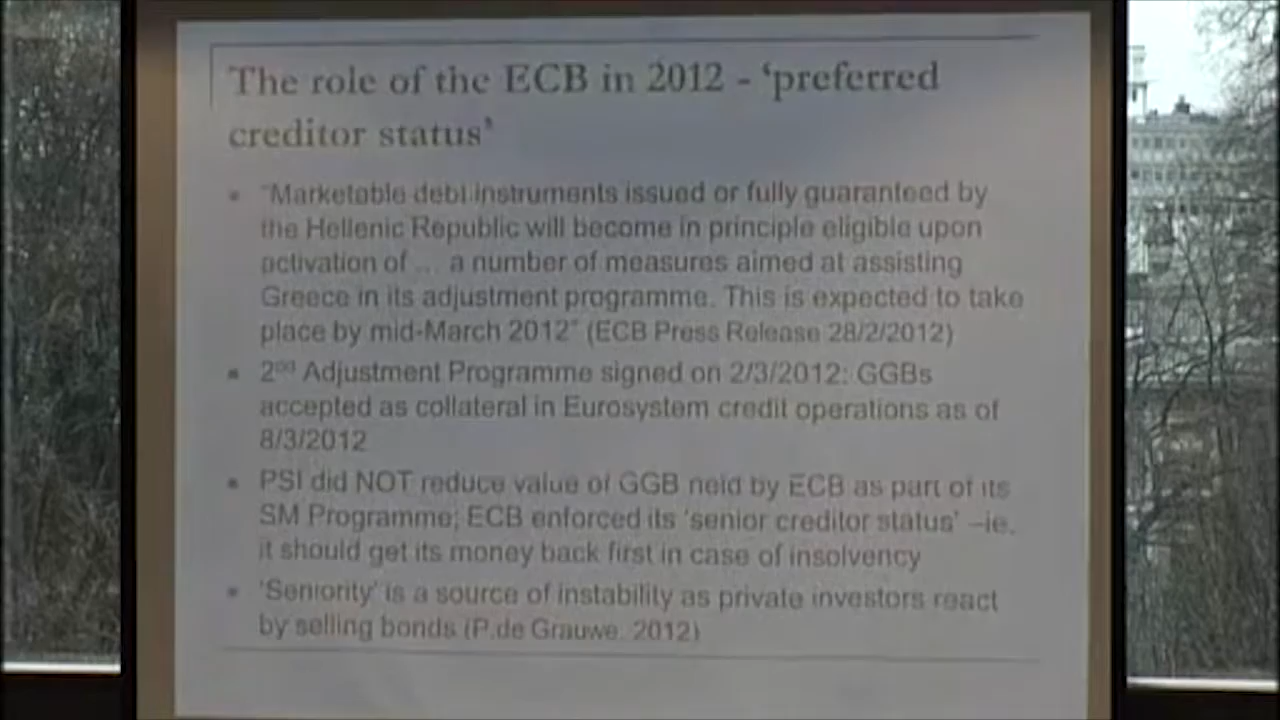 The role of the ECB in 2012 - ‘preferred
creditor status’
“Marketable debt instruments issued or fully guaranteed by
the Hellenic Republic will become in principle eligible upon
activation of ... a number of measures aimed at assisting
Greece in its adjustment programme. This is expected to take
place by mid-March 2012” (ECB Press Release 28/2/2012)
2nd Adjustment Programme signed on 2/3/2012: GGBs
accepted as collateral in Eurosystem credit operations as of
8/3/2012
PSI did NOT reduce value of GGB held by ECB as part of its
SM Programme; ECB enforced its ‘senior creditor status’ –ie.
it should get its money back first in case of insolvency
‘Seniority’ is a source of instability as private investors react
by selling bonds (P.de Grauwe, 2012)